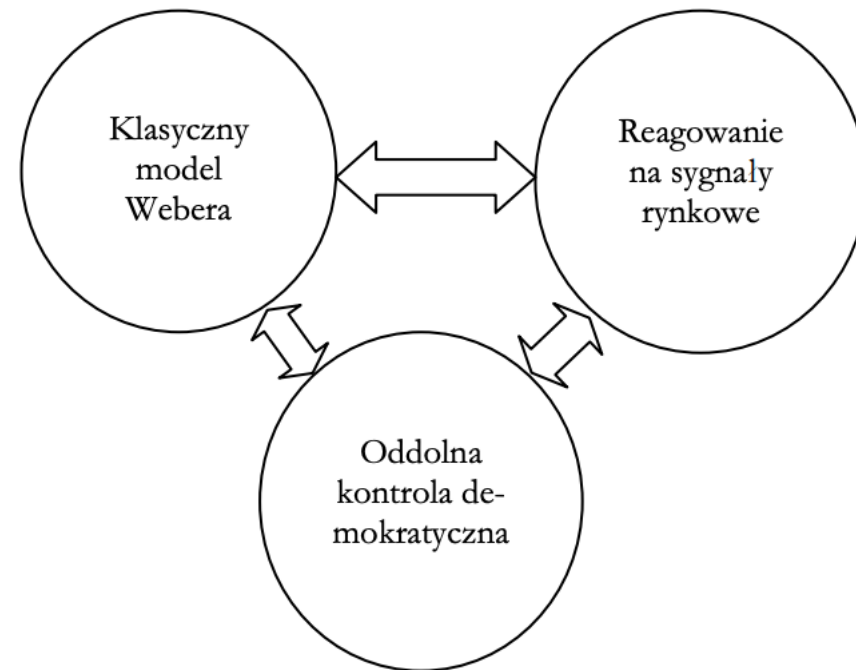 Klasyczny
model
Webera
Reagowanie
na sygnały
rynkowe
Oddolna
kontrola de-
mokratyczna